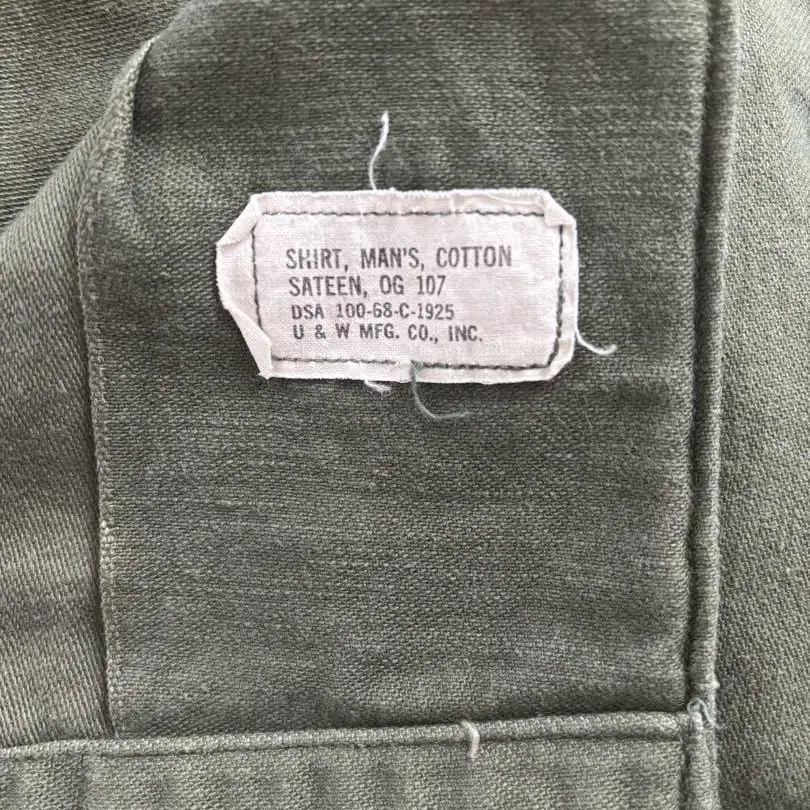 SHIRT, MAN'S, COTTON
SATEEN, OG 107
DSA 100-68-C-1925
U & W MFG. CO., INC.